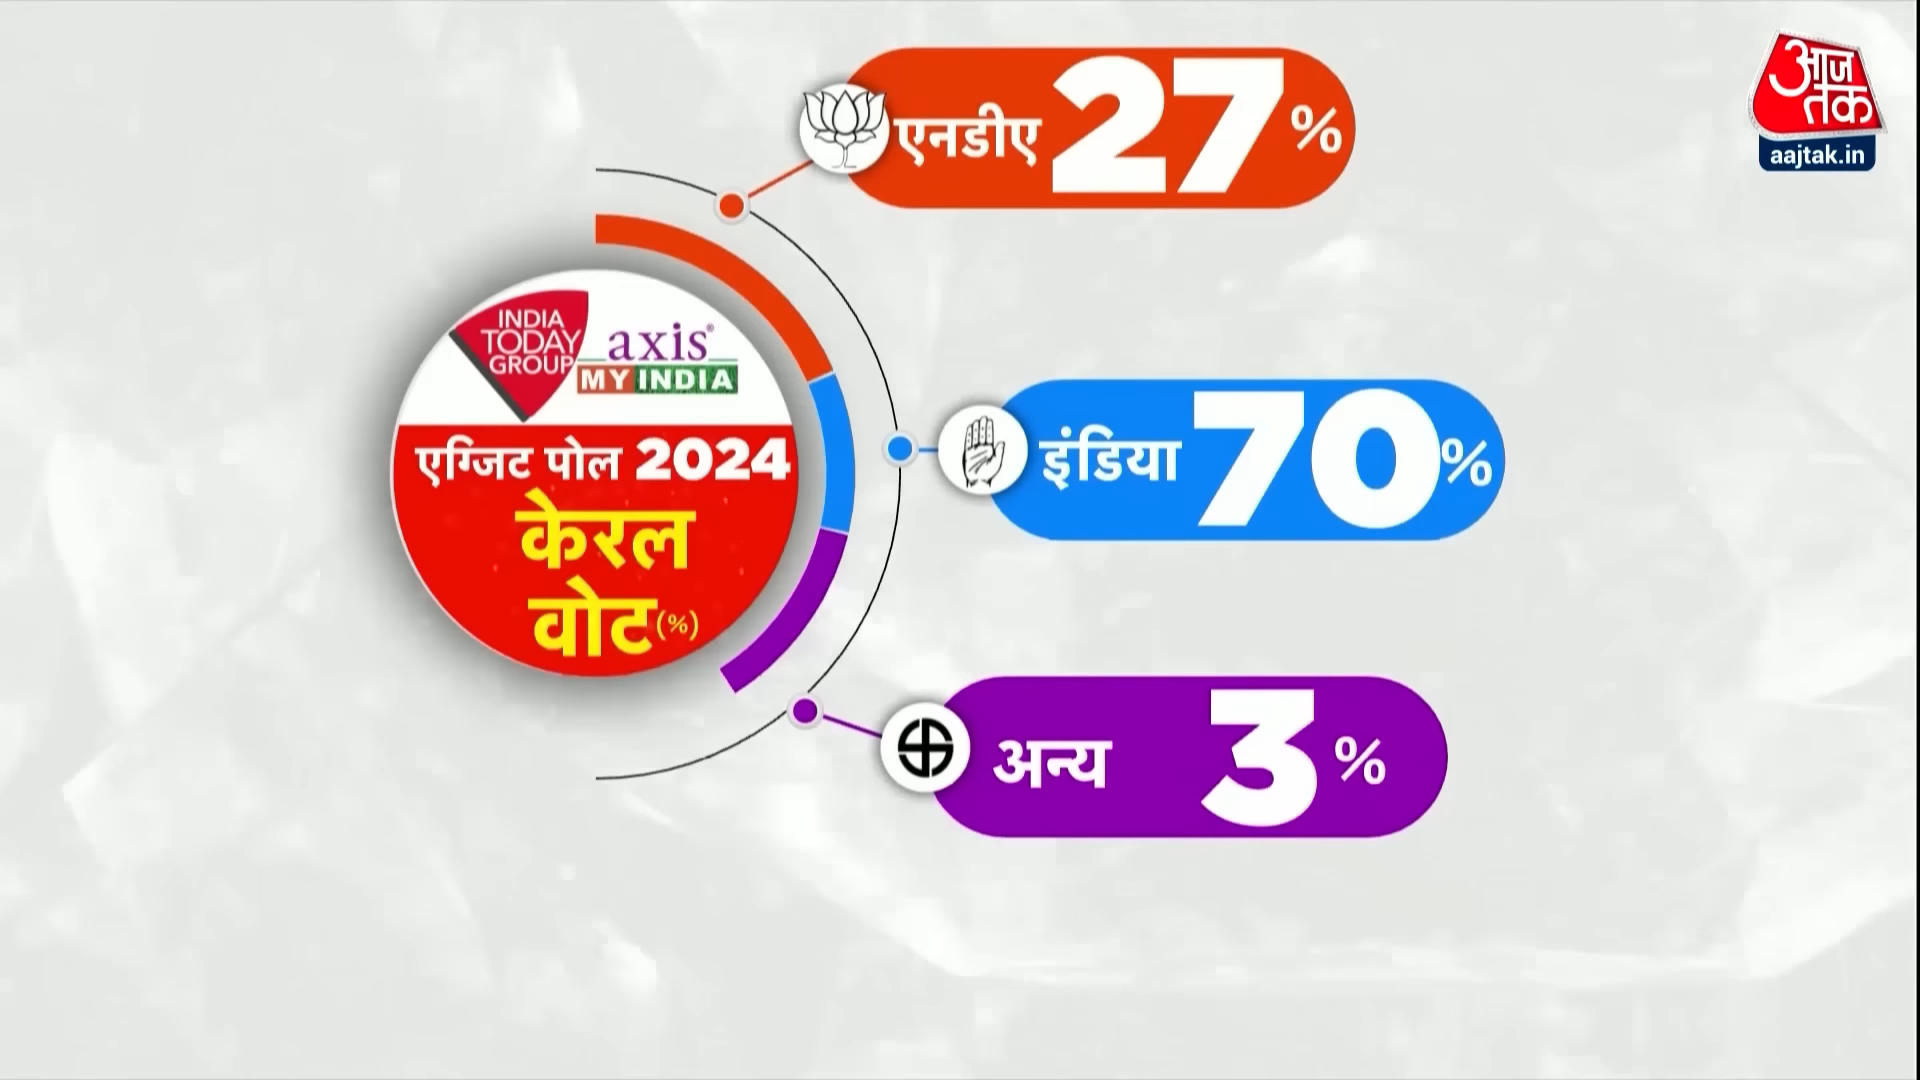 एनडीए 27%
आज
तक
aajtak.in
INDIA
TODAY
GROUP
axis®
MY INDIA
एग्जिट पोल 2024
केरल
वोट(%)
इंडिया 70%
अन्य 3%